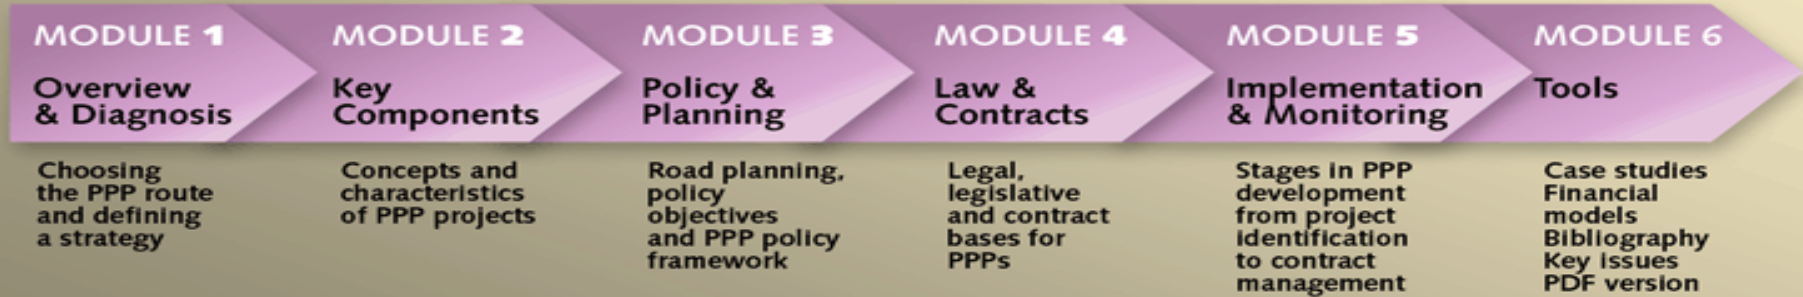 MODULE 1
Overview
& Diagnosis
Choosing
the PPP route
and defining
a strategy
MODULE 2
Key
Components
Concepts and
characteristics
of PPP projects
MODULE 3
Policy &
Planning
Road planning,
policy
objectives
and PPP policy
framework
MODULE 4
Law &
Contracts
Legal,
legislative
and contract
bases for
PPPs
MODULE 5
Implementation
& Monitoring
Stages in PPP
development
from project
identification
to contract
management
MODULE 6
Tools
Case studies
Financial
models
Bibliography
Key issues
PDF version